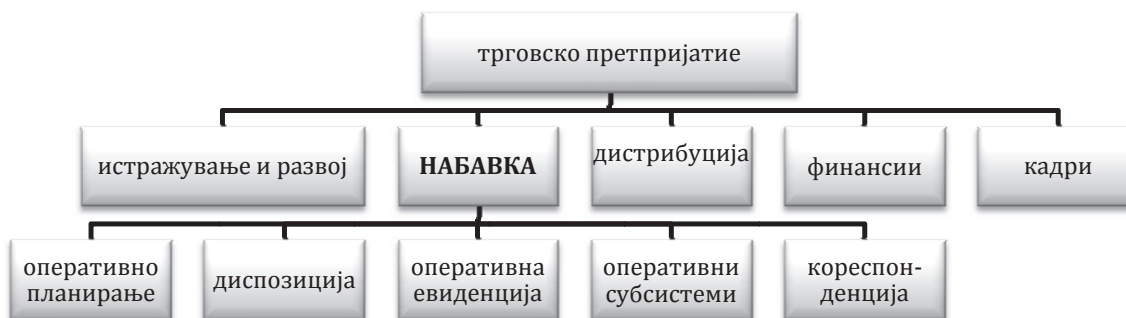 трговско претпријатие
истражување и развој
НАБАВКА
дистрибуција
финансии
кадри
оперативно
планирање
диспозиција
оперативна
евиденција
оперативни
субсистеми
кореспон-
денција